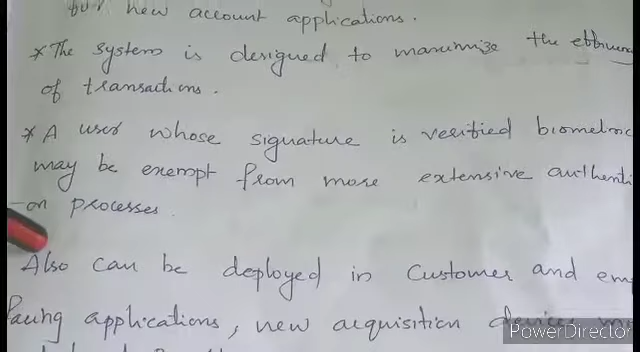 for new account applications.
* The system is designed to maximize the
of transactions.
* A user whose signature is verified biometric
may be exempt from more extensive authenti
-on processes.
Also can be deployed in customer and em
facing applications, new acquisition devices
PowerDirector